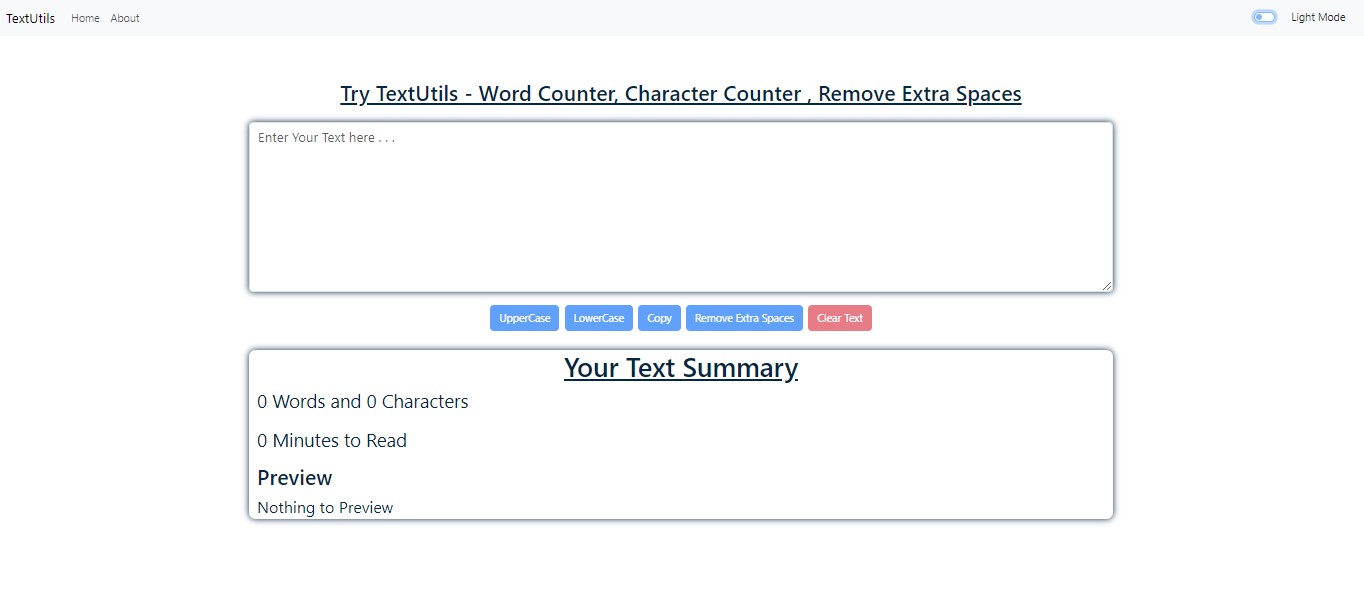 TextUtils Home About Light Mode
Try TextUtils - Word Counter, Character Counter , Remove Extra Spaces
Enter Your Text here . . .
UpperCase LowerCase Copy Remove Extra Spaces Clear Text
Your Text Summary
0 Words and 0 Characters
0 Minutes to Read
Preview
Nothing to Preview